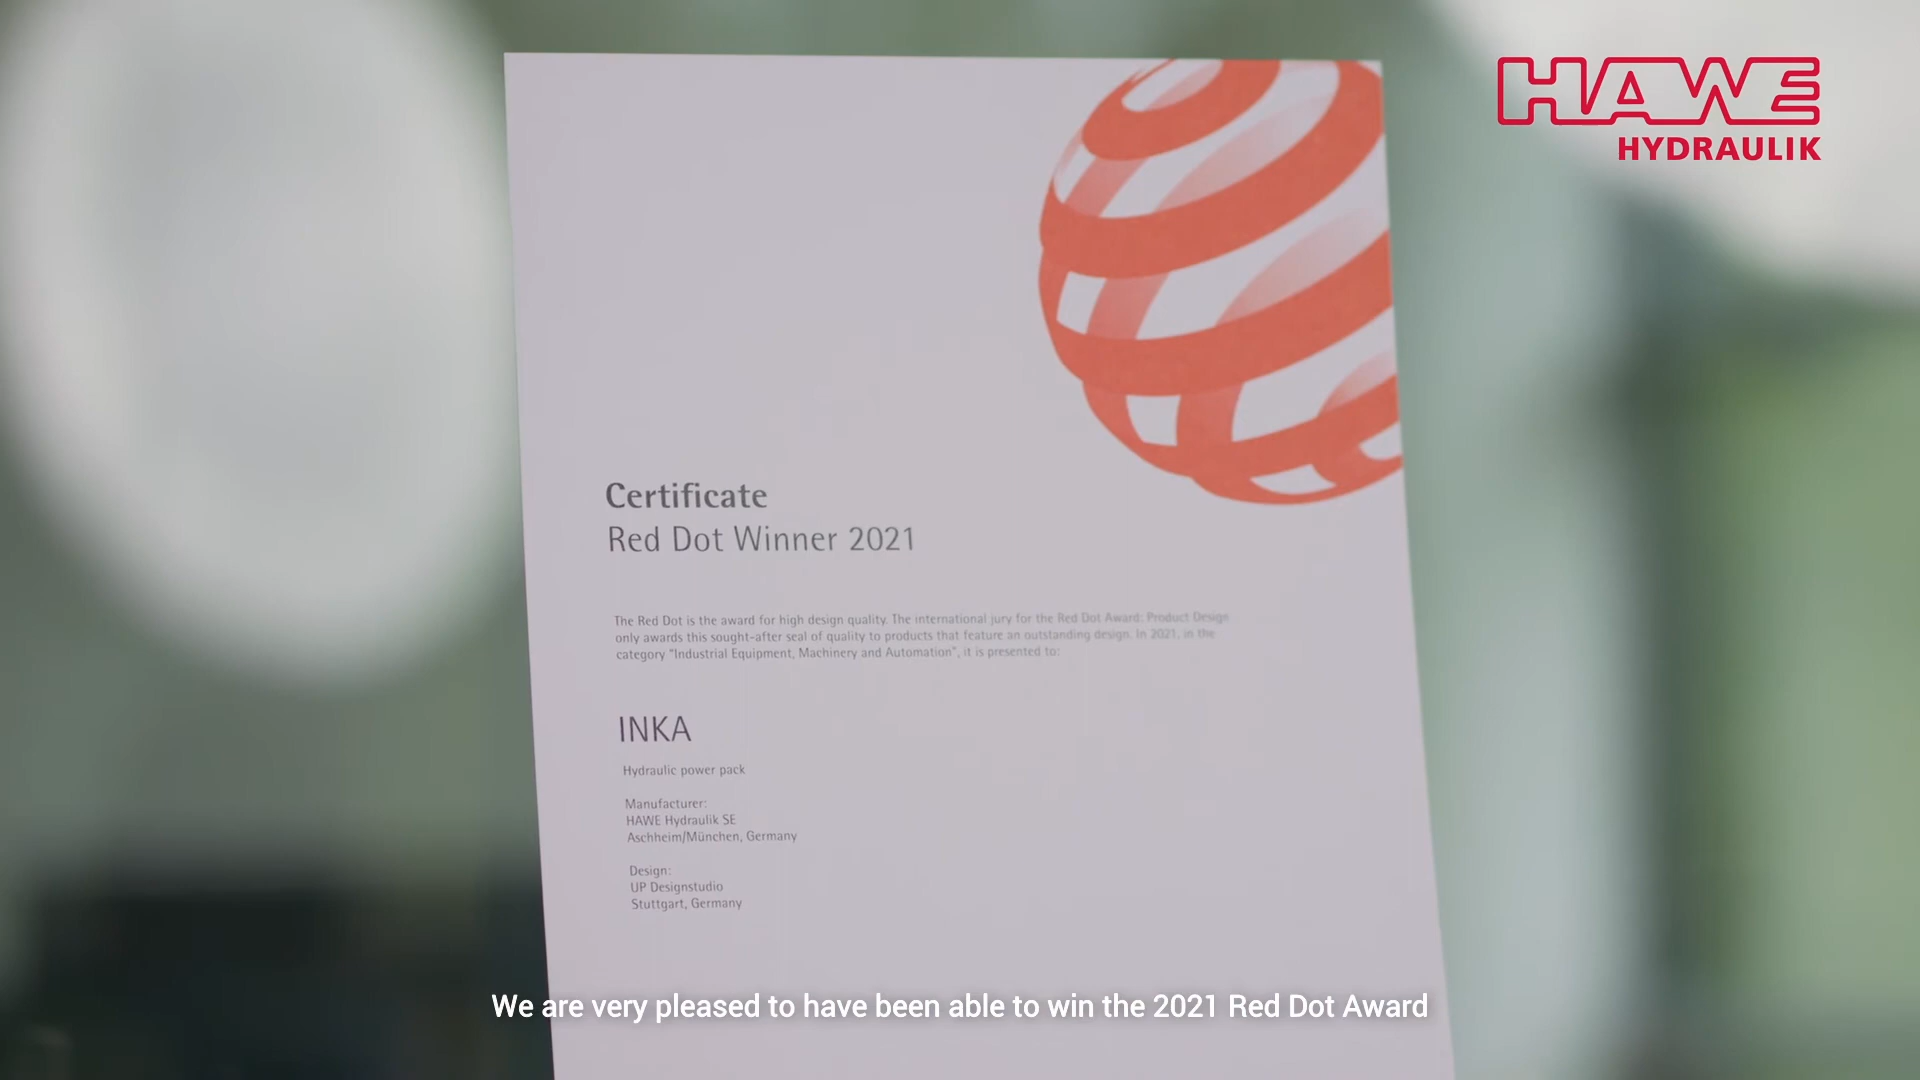 HAWE
HYDRAULIK
Certificate
Red Dot Winner 2021
The Red Dot is the award for high design quality. The international jury for the Red Dot Award: Product Design
only awards this sought-after seal of quality to products that feature an outstanding design. In 2021, in the
category "Industrial Equipment, Machinery and Automation", it is presented to:
INKA
Hydraulic power pack
Manufacturer:
HAWE Hydraulik SE
Aschheim/München, Germany
Design:
UP Designstudio
Stuttgart, Germany
We are very pleased to have been able to win the 2021 Red Dot Award